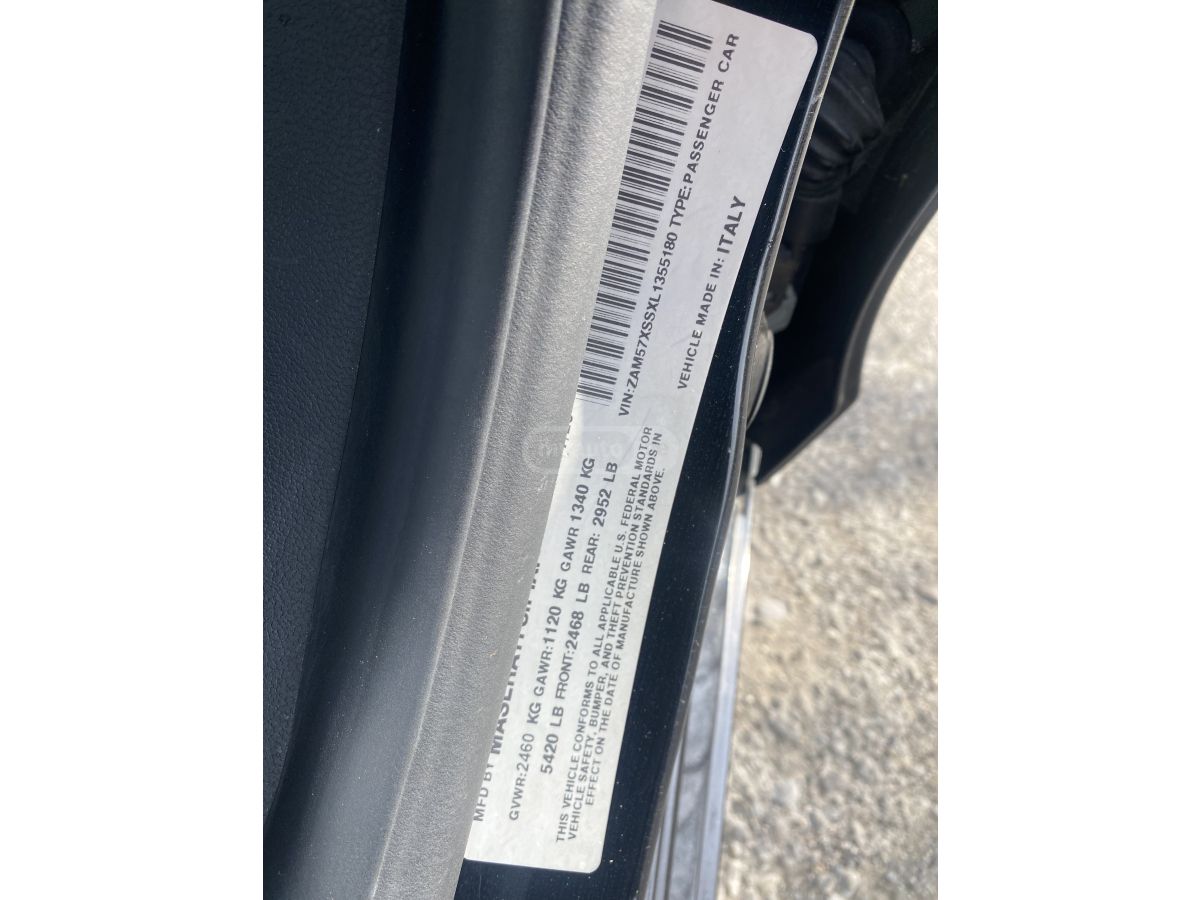 MFD BY MASERATI S.P.A.
GVWR:2460 KG GAWR:1120 KG GAWR 1340 KG
5420 LB FRONT:2468 LB REAR: 2952 LB
THIS VEHICLE CONFORMS TO ALL APPLICABLE U.S. FEDERAL MOTOR
VEHICLE SAFETY, BUMPER, AND THEFT PREVENTION STANDARDS IN
EFFECT ON THE DATE OF MANUFACTURE SHOWN ABOVE.
VIN:ZAM57XSSXL1355180 TYPE:PASSENGER CAR
VEHICLE MADE IN: ITALY